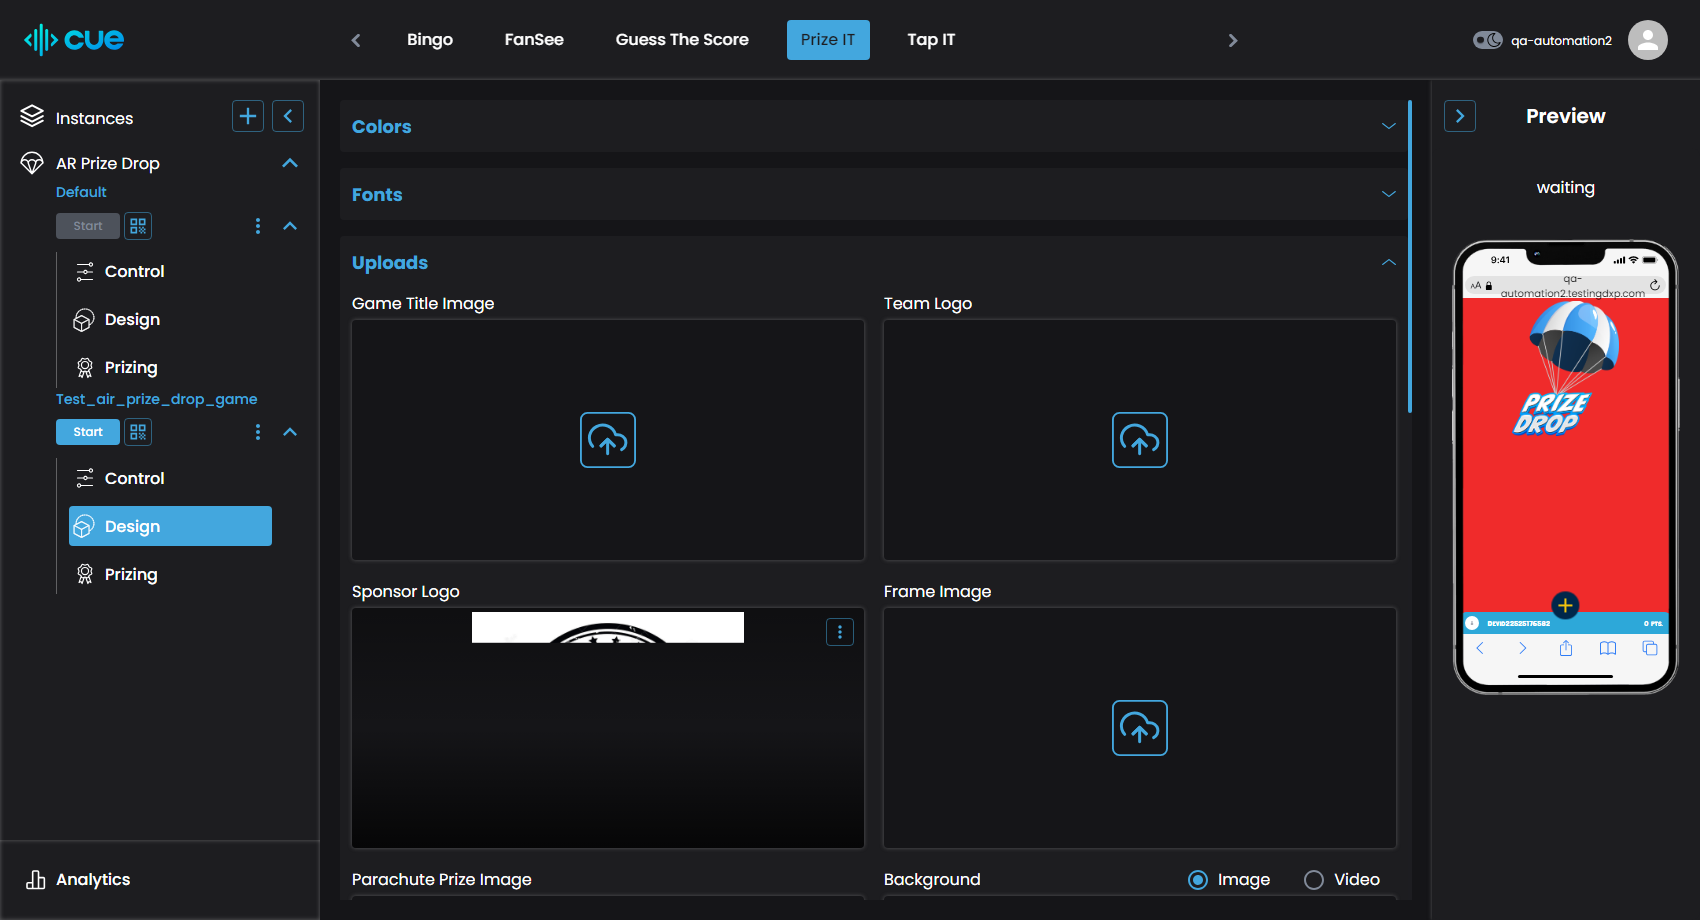 cue
Bingo
FanSee
Guess The Score
Prize IT
Tap IT
qa-automation2
Instances
AR Prize Drop
Default
Start
Control
Design
Prizing
Test_air_prize_drop_game
Start
Control
Design
Prizing
Analytics
Colors
Fonts
Uploads
Game Title Image
Team Logo
Sponsor Logo
Frame Image
Parachute Prize Image
Background
Image
Video
Preview
waiting
9:41
AA
qa-
automation2.testingdxp.com
PRIZE
DROP
0 PTS.